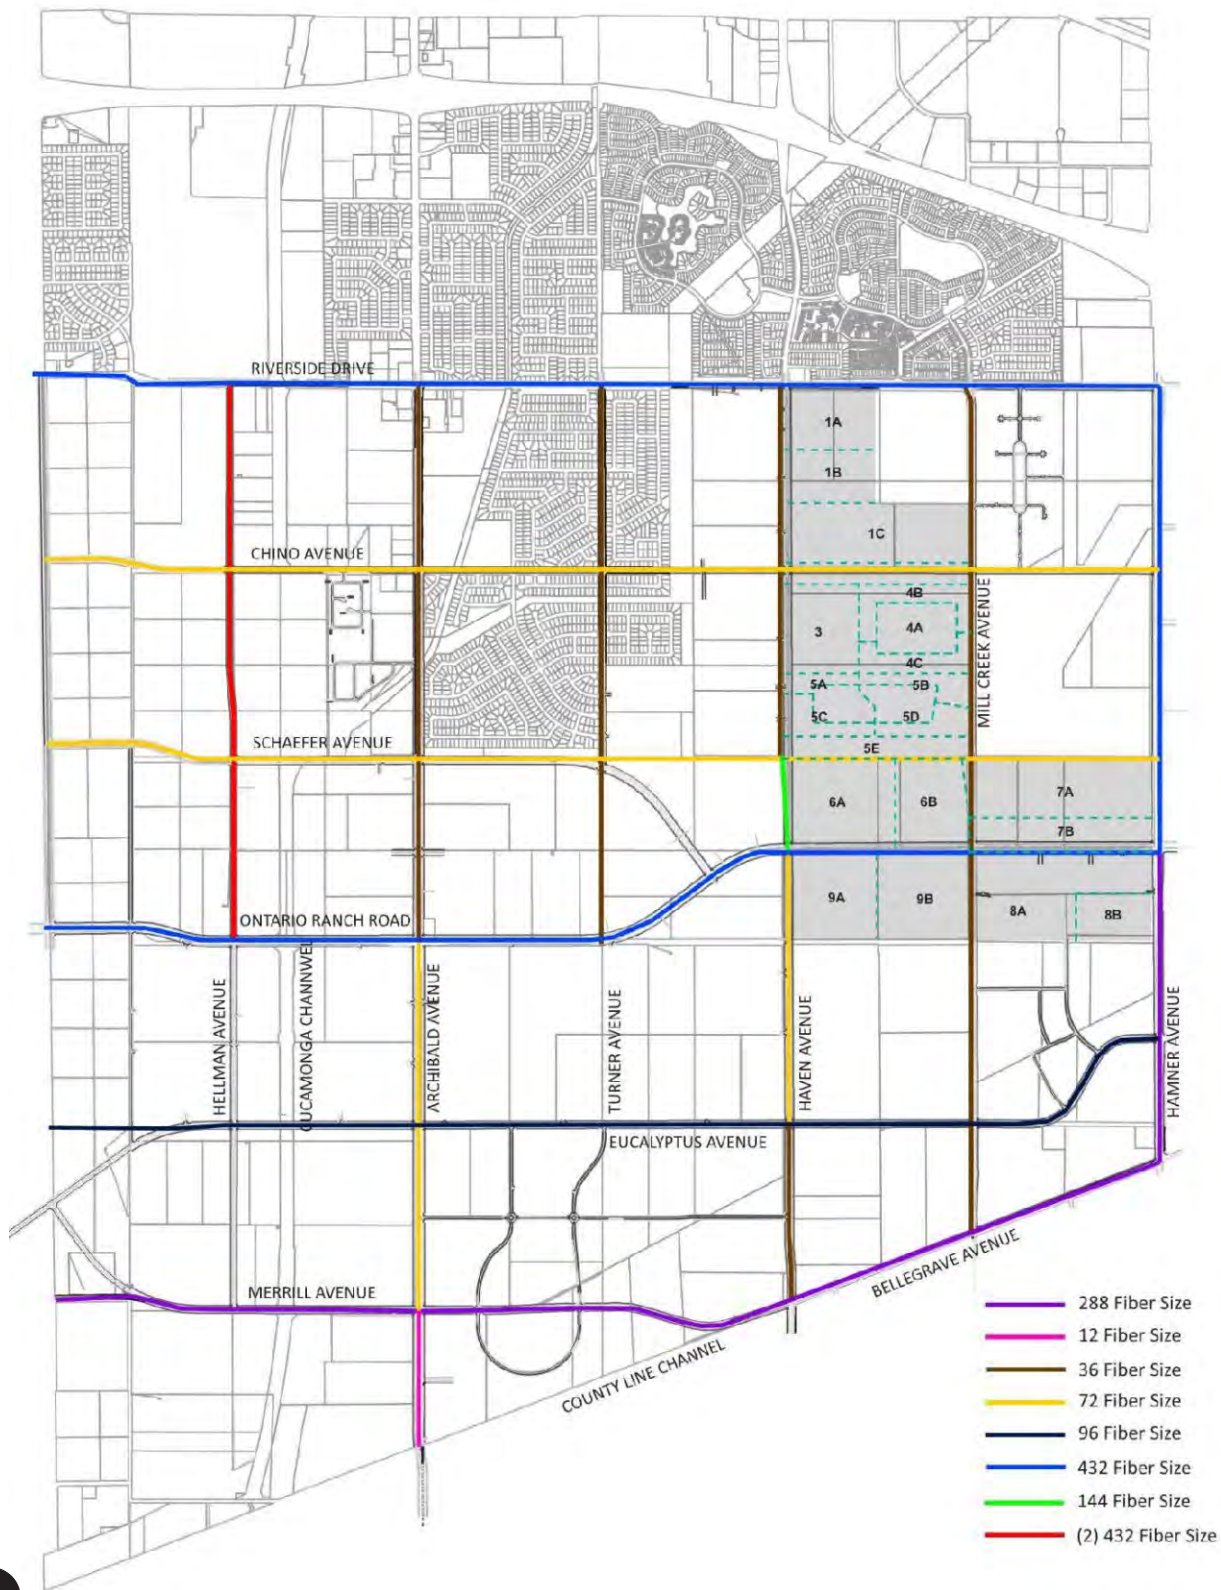 RIVERSIDE DRIVE
1A
1B
1C
CHINO AVENUE
4B
3
4A
4C
MILL CREEK AVENUE
5A
5B
5C
5D
SCHAEFER AVENUE
5E
6A
6B
7A
7B
9A
9B
8A
8B
ONTARIO RANCH ROAD
HELLMAN AVENUE
CUCAMONGA CHANNWEL
ARCHIBALD AVENUE
TURNER AVENUE
HAVEN AVENUE
HAMNER AVENUE
EUCALYPTUS AVENUE
MERRILL AVENUE
BELLEGRAVE AVENUE
COUNTY LINE CHANNEL
288 Fiber Size
12 Fiber Size
36 Fiber Size
72 Fiber Size
96 Fiber Size
432 Fiber Size
144 Fiber Size
(2) 432 Fiber Size